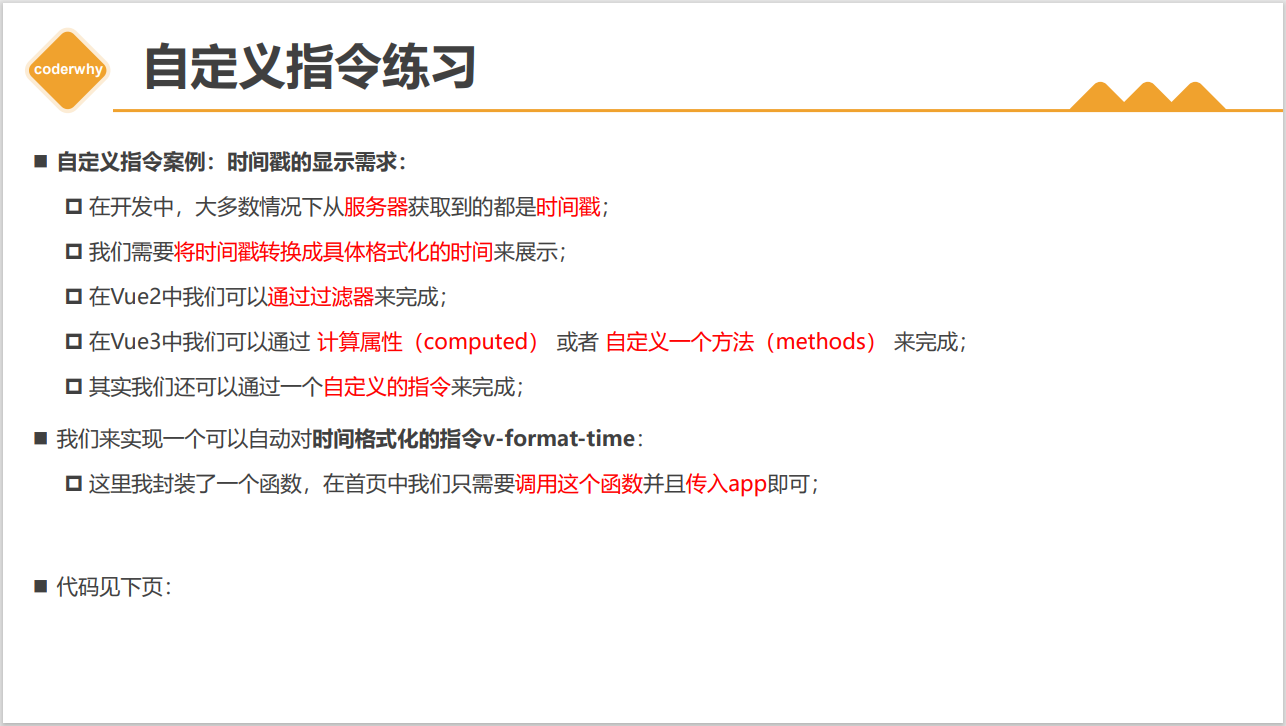 coderwhy
自定义指令练习
自定义指令案例：时间戳的显示需求：
在开发中，大多数情况下从服务器获取到的都是时间戳；
我们需要将时间戳转换成具体格式化的时间来展示；
在Vue2中我们可以通过过滤器来完成；
在Vue3中我们可以通过 计算属性（computed） 或者 自定义一个方法（methods） 来完成；
其实我们还可以通过一个自定义的指令来完成；
我们来实现一个可以自动对时间格式化的指令v-format-time：
这里我封装了一个函数，在首页中我们只需要调用这个函数并且传入app即可；
代码见下页：